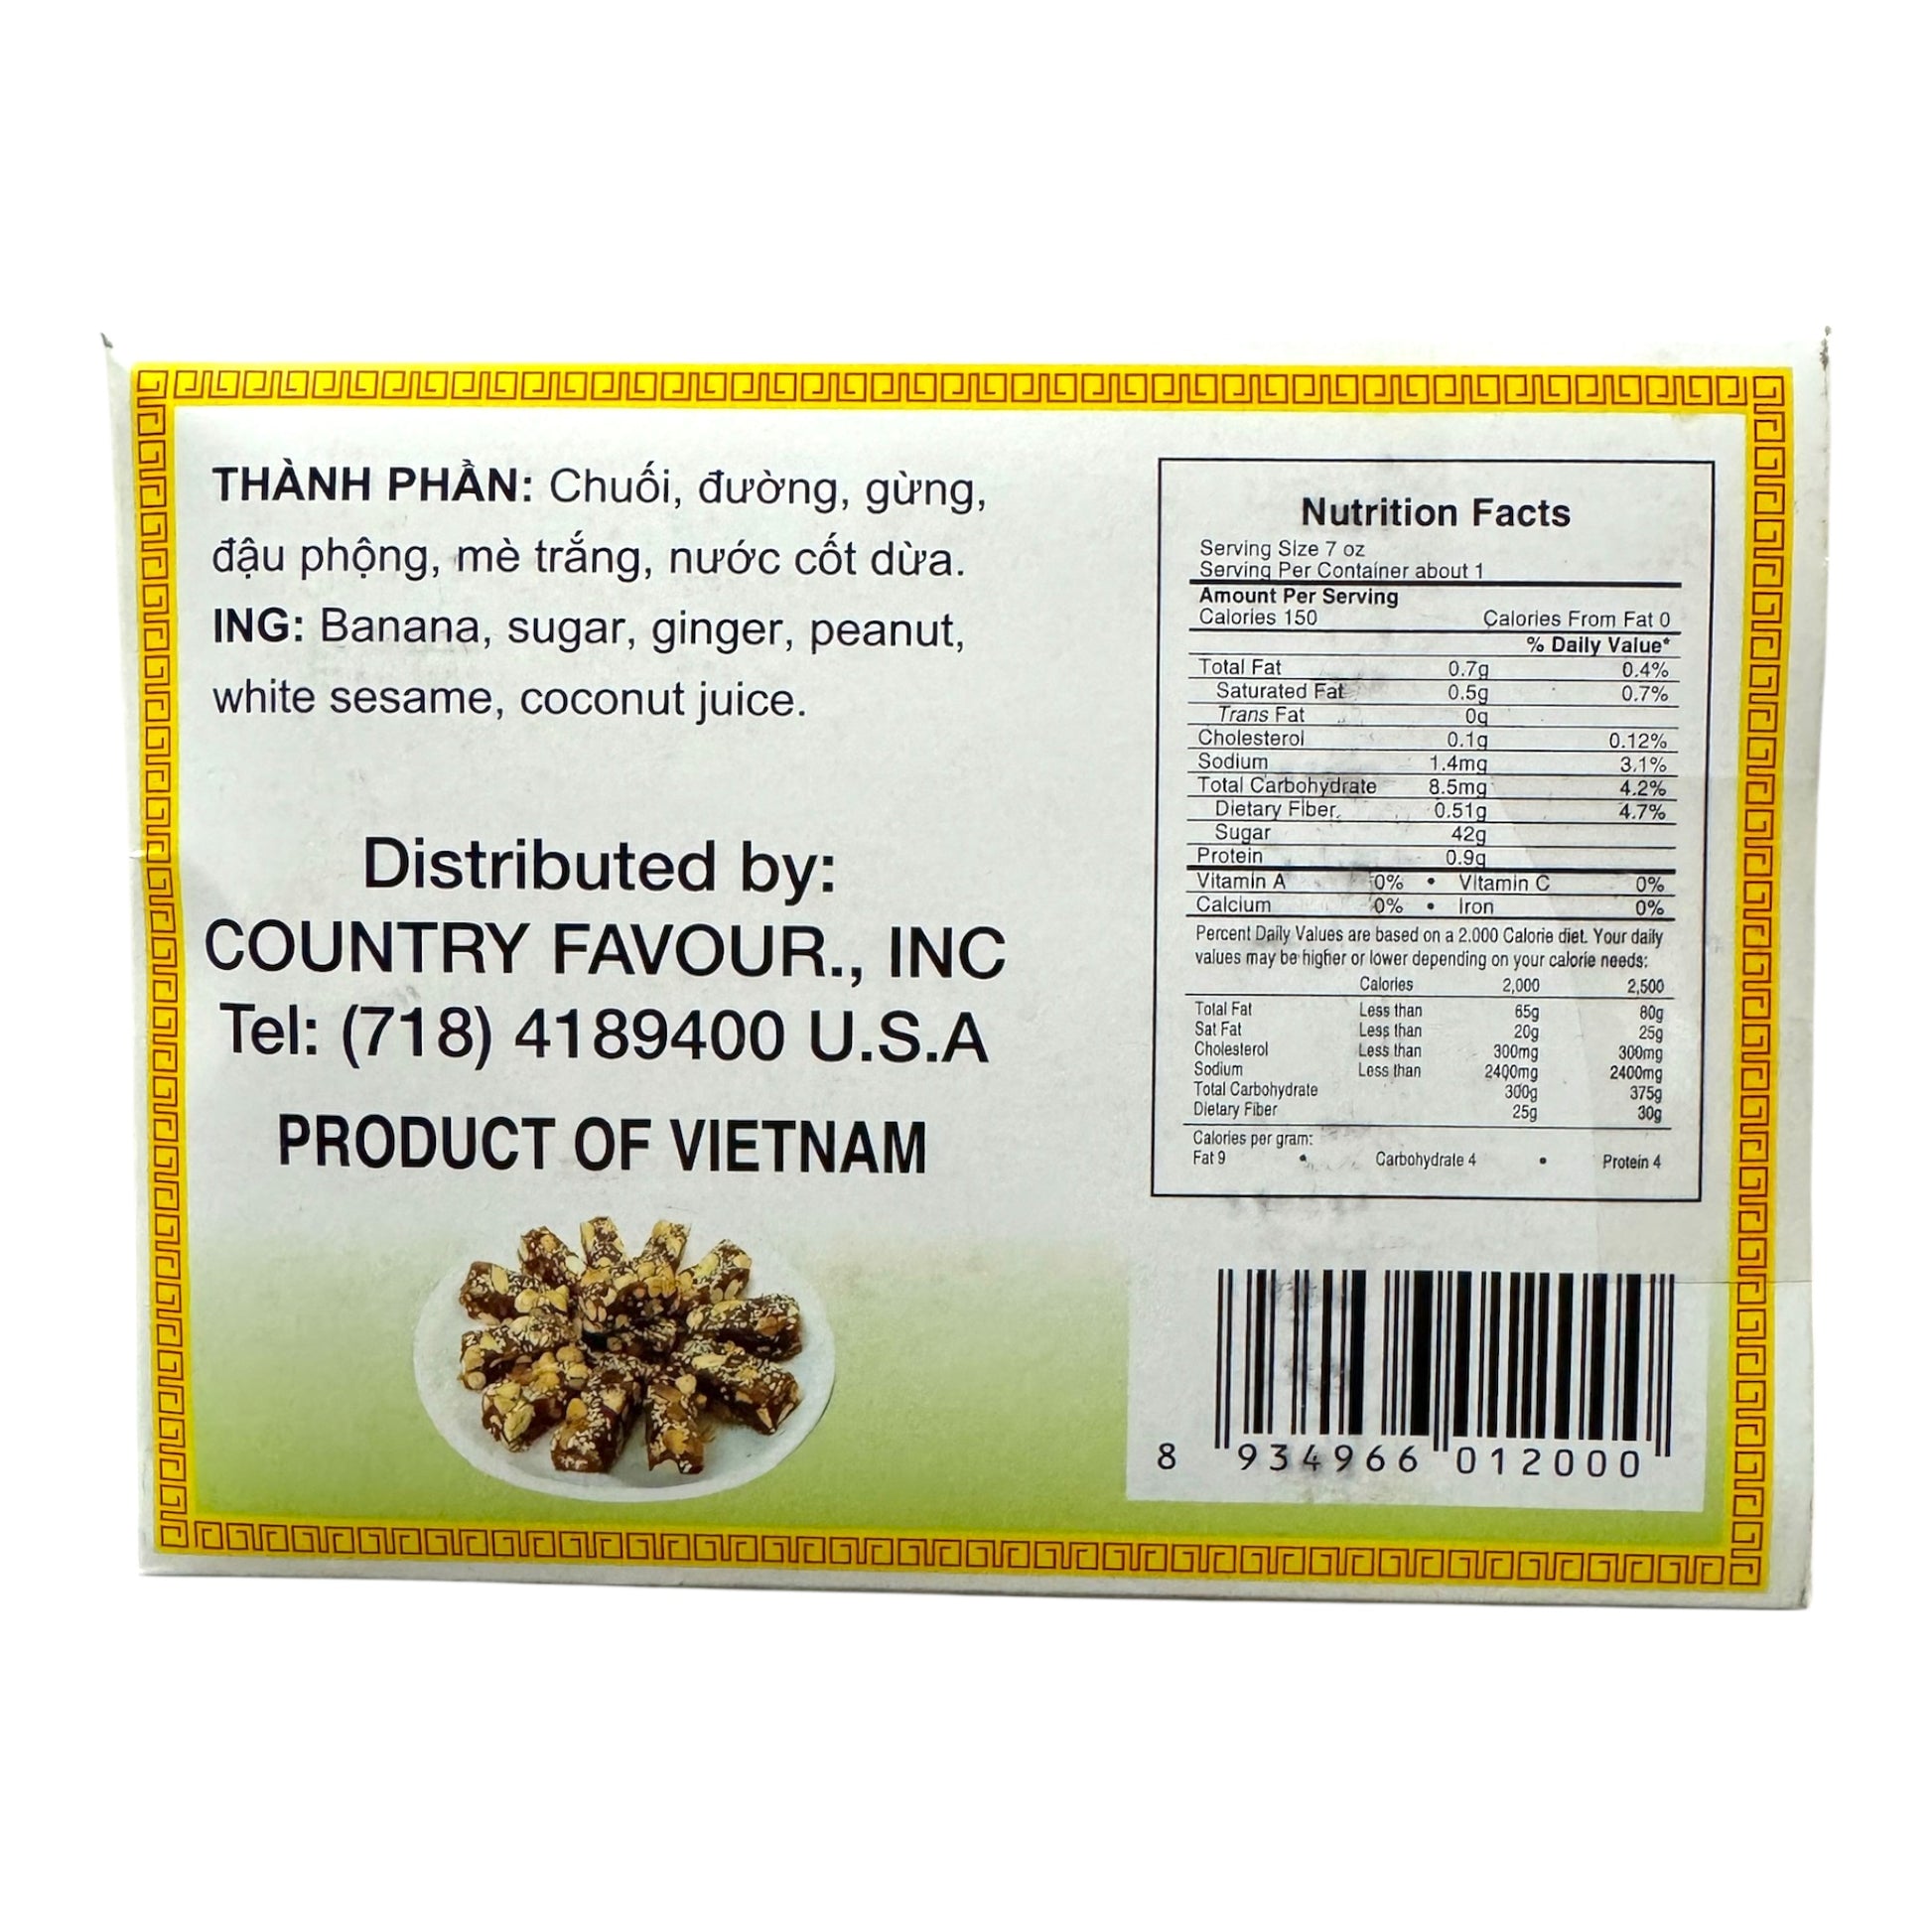 THÀNH PHẦN: Chuối, đường, gừng,
đậu phộng, mè trắng, nước cốt dừa.
ING: Banana, sugar, ginger, peanut,
white sesame, coconut juice.
Distributed by:
COUNTRY FAVOUR., INC
Tel: (718) 4189400 U.S.A
PRODUCT OF VIETNAM
Nutrition Facts
Serving Size 7 oz
Serving Per Container about 1
Amount Per Serving
Calories 150 Calories From Fat 0
% Daily Value*
Total Fat 0.7g 0.4%
Saturated Fat 0.5g 0.7%
Trans Fat 0g
Cholesterol 0.1g 0.12%
Sodium 1.4mg 3.1%
Total Carbohydrate 8.5mg 4.2%
Dietary Fiber 0.51g 4.7%
Sugar 42g
Protein 0.9g
Vitamin A 0% • Vitamin C 0%
Calcium 0% • Iron 0%
Percent Daily Values are based on a 2.000 Calorie diet. Your daily
values may be higher or lower depending on your calorie needs:
Calories 2,000 2,500
Total Fat Less than 65g 80g
Sat Fat Less than 20g 25g
Cholesterol Less than 300mg 300mg
Sodium Less than 2400mg 2400mg
Total Carbohydrate 300g 375g
Dietary Fiber 25g 30g
Calories per gram:
Fat 9 • Carbohydrate 4 • Protein 4
8 934966 012000